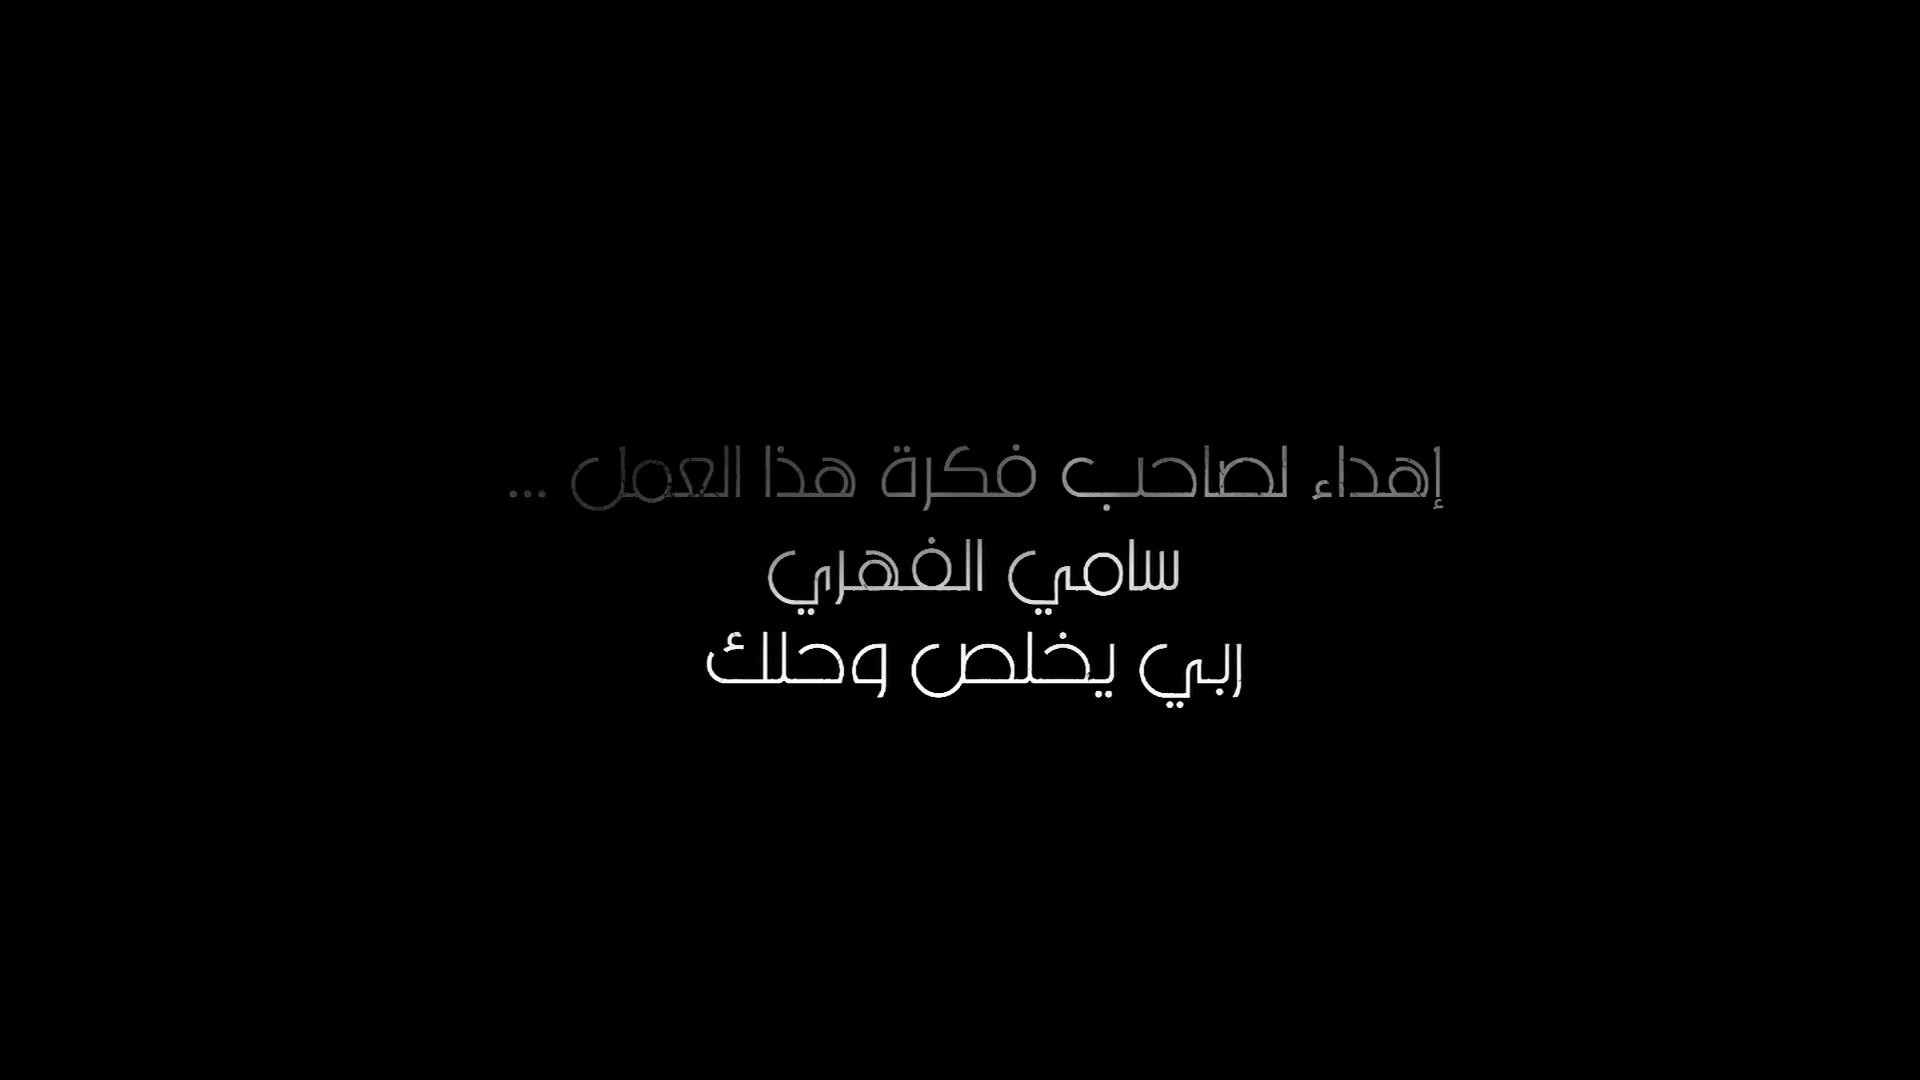 إهداء لصاحب فكرة هذا العمل ...
سامي الفهري
ربي يخلص وحلك